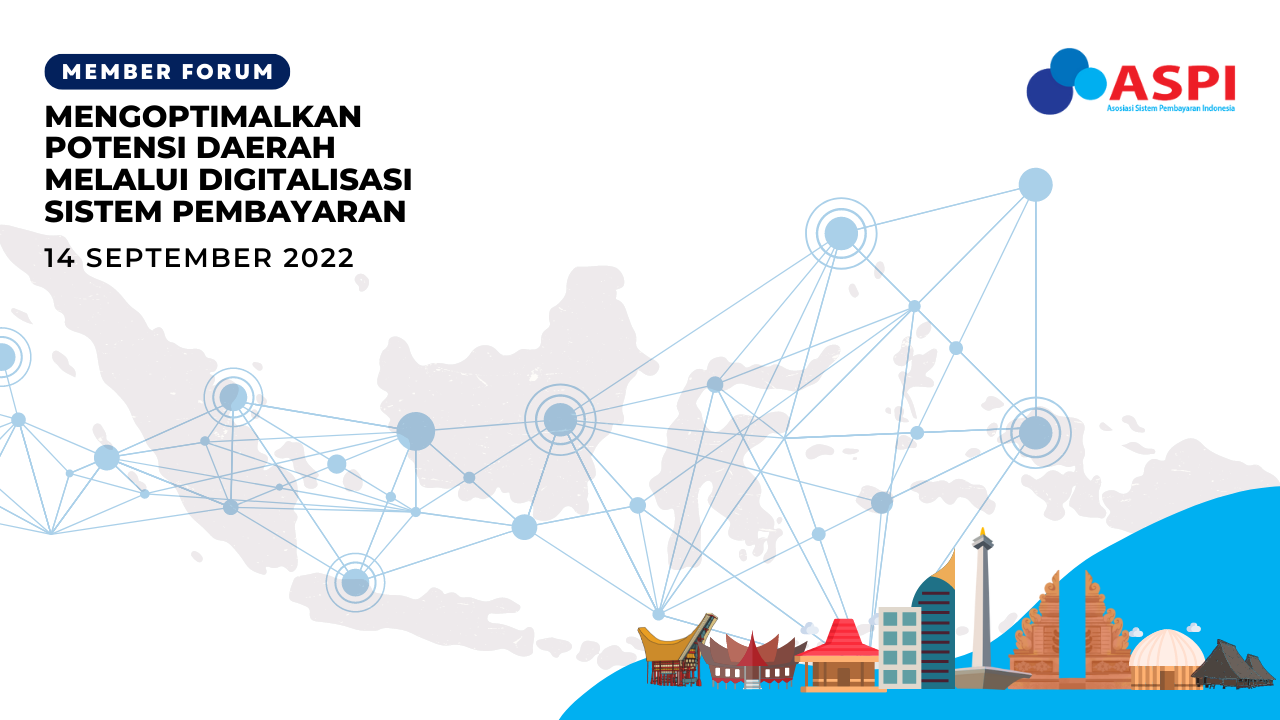 MEMBER FORUM
MENGOPTIMALKAN
POTENSI DAERAH
MELALUI DIGITALISASI
SISTEM PEMBAYARAN
14 SEPTEMBER 2022
ASPI
Asosiasi Sistem Pembayaran Indonesia